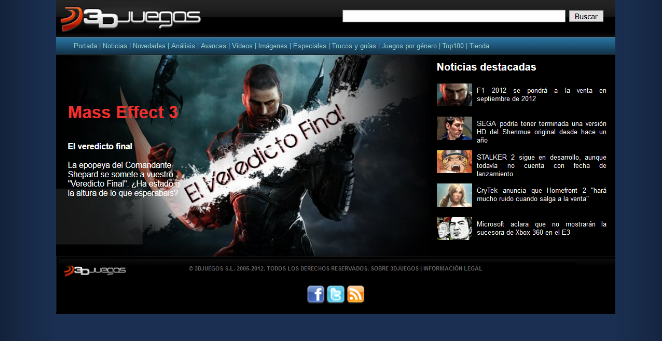 3DJUEGOS
Buscar
Portada | Noticias | Novedades | Análisis | Avances | Vídeos | Imágenes | Especiales | Trucos y guías | Juegos por género | Top100 | Tienda
Mass Effect 3
El veredicto final
La epopeya del Comandante
Shepard se somete a vuestro
"Veredicto Final". ¿Ha estado a
la altura de lo que esperabais?
El Veredicto Final!
Noticias destacadas
F1 2012 se pondrá a la venta en
septiembre de 2012
SEGA podría tener terminada una versión
HD del Shenmue original desde hace un
año
STALKER 2 sigue en desarrollo, aunque
todavía no cuenta con fecha de
lanzamiento
CryTek anuncia que Homefront 2 "hará
mucho ruido cuando salga a la venta"
Microsoft aclara que no mostrarán la
sucesora de Xbox 360 en el E3
3DJUEGOS
© 3DJUEGOS S.L. 2005-2012. TODOS LOS DERECHOS RESERVADOS. SOBRE 3DJUEGOS | INFORMACIÓN LEGAL